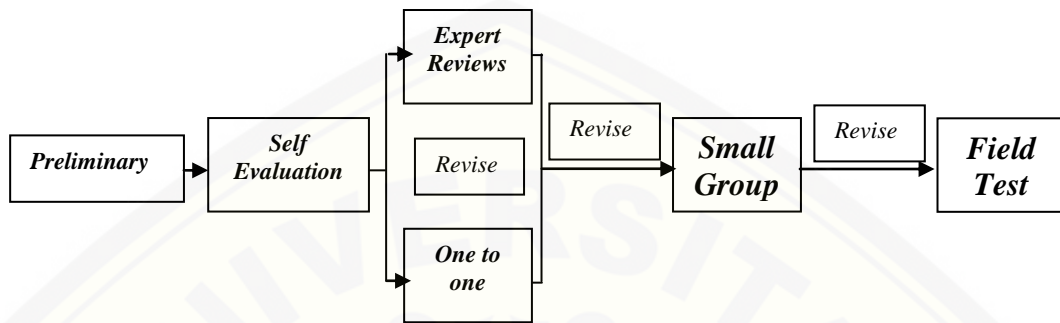 Preliminary
Self
Evaluation
Expert
Reviews
Revise
One to
one
Revise
Small
Group
Revise
Field
Test